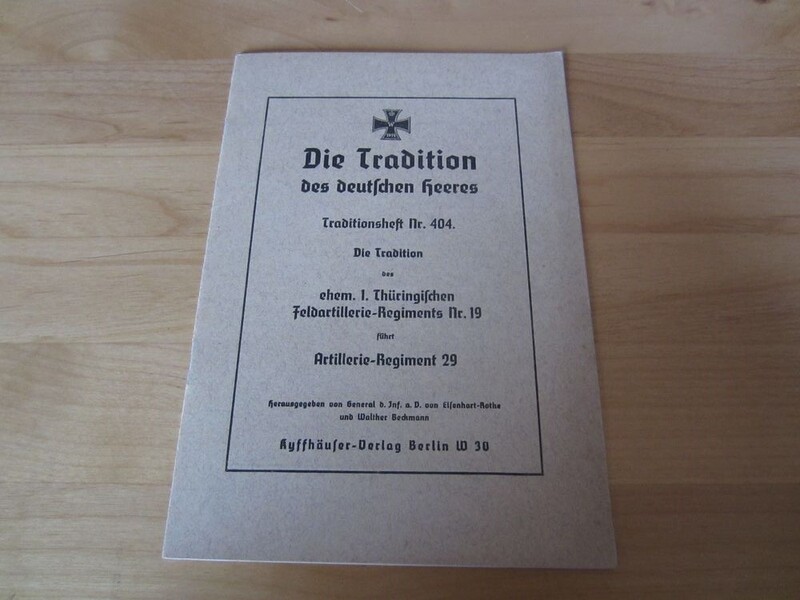 Die Tradition
des deutſchen Heeres
Traditionsheft Nr. 404.
Die Tradition
des
ehem. 1. Thüringiſchen
Feldartillerie-Regiments Nr. 19
führt
Artillerie-Regiment 29
Herausgegeben von General d. Inf. a. D. von Eiſenhart-Rothe
und Walther Beckmann
Kyffhäuſer-Verlag Berlin W 30